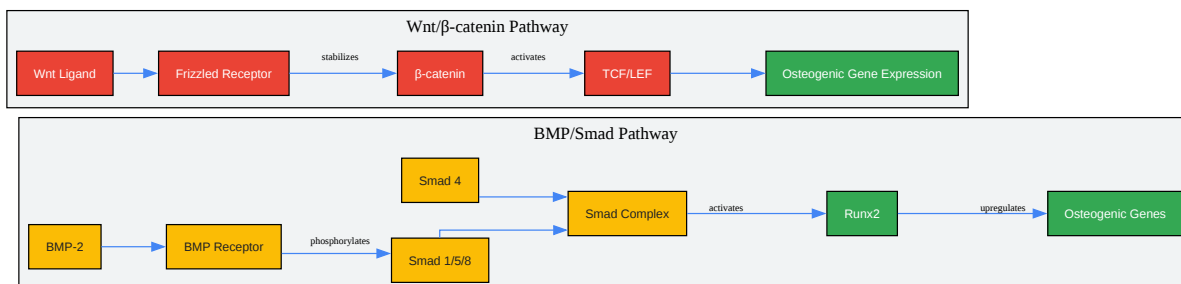 Wnt/β-catenin Pathway
Wnt Ligand
Frizzled Receptor
stabilizes
β-catenin
activates
TCF/LEF
Osteogenic Gene Expression
BMP/Smad Pathway
Smad 4
BMP-2
BMP Receptor
phosphorylates
Smad 1/5/8
Smad Complex
activates
Runx2
upregulates
Osteogenic Genes